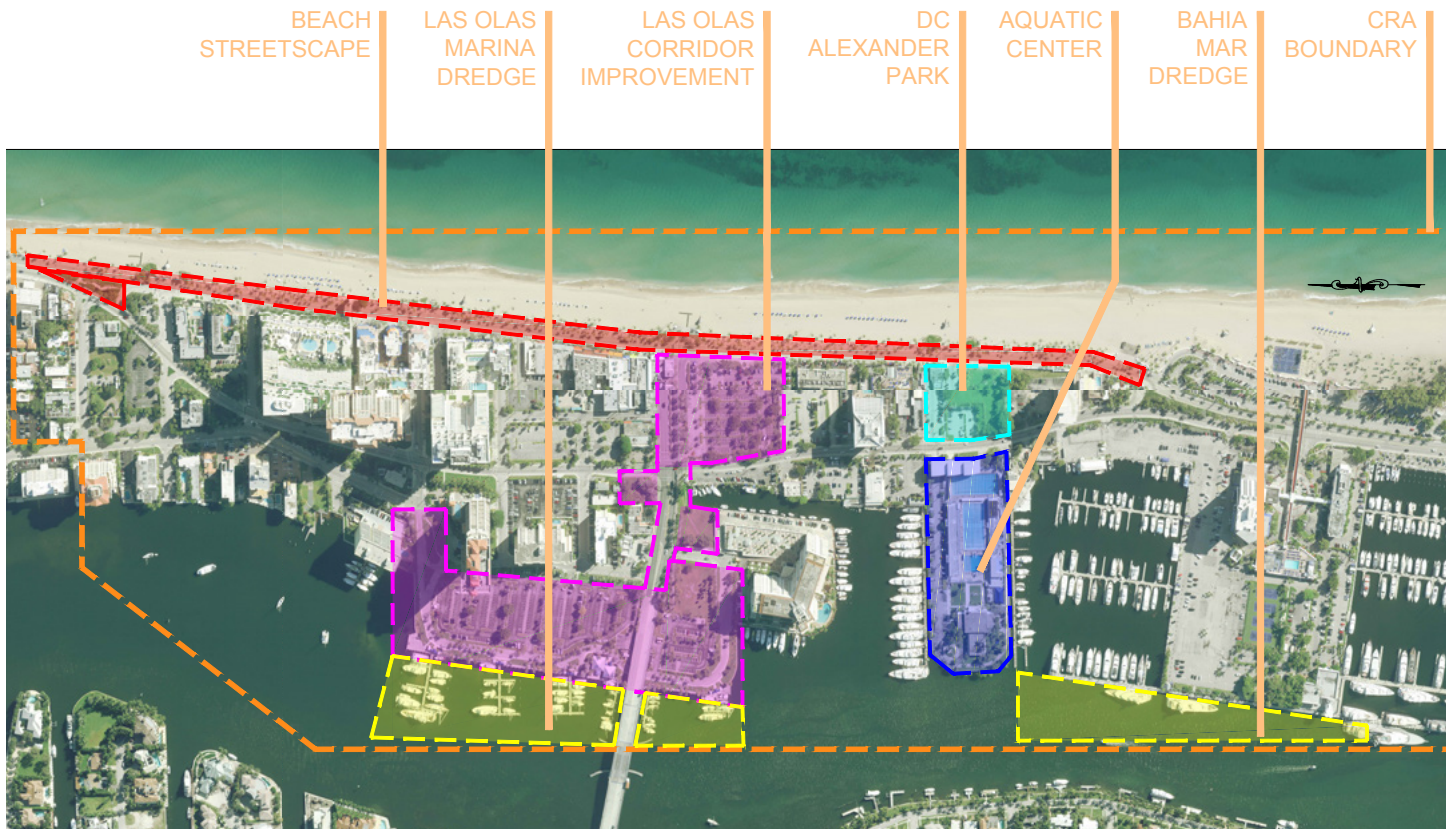 BEACH
STREETSCAPE
LAS OLAS
MARINA
DREDGE
LAS OLAS
CORRIDOR
IMPROVEMENT
DC
ALEXANDER
PARK
AQUATIC
CENTER
BAHIA
MAR
DREDGE
CRA
BOUNDARY